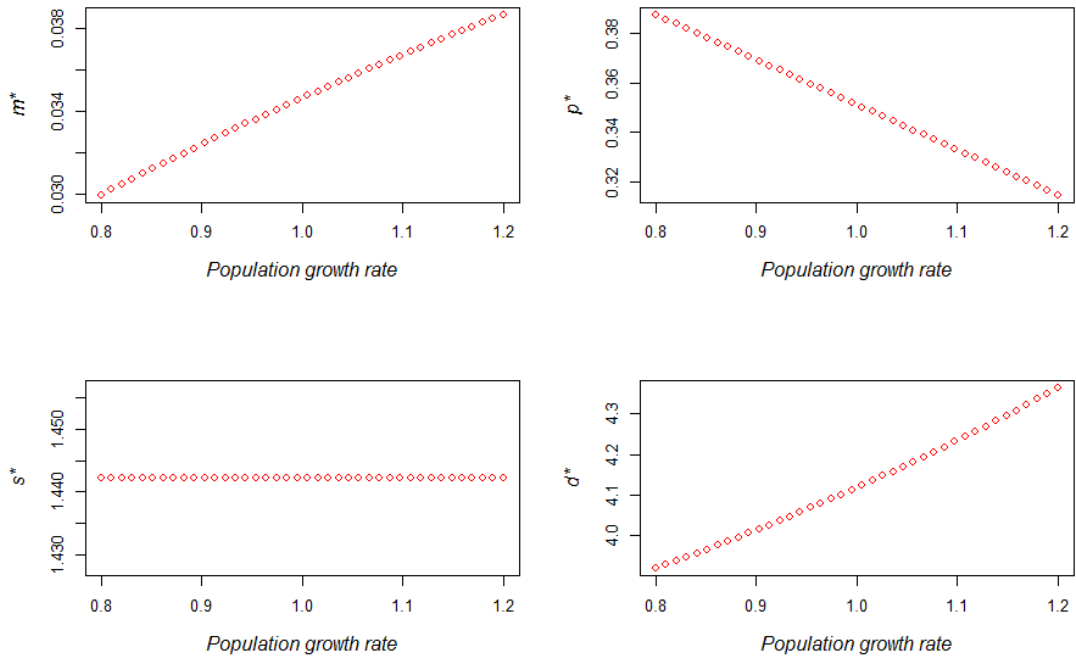 m*
0.030 0.034 0.038
0.8 0.9 1.0 1.1 1.2
Population growth rate
p*
0.32 0.34 0.36 0.38
0.8 0.9 1.0 1.1 1.2
Population growth rate
s*
1.430 1.440 1.450
0.8 0.9 1.0 1.1 1.2
Population growth rate
d*
4.0 4.1 4.2 4.3
0.8 0.9 1.0 1.1 1.2
Population growth rate